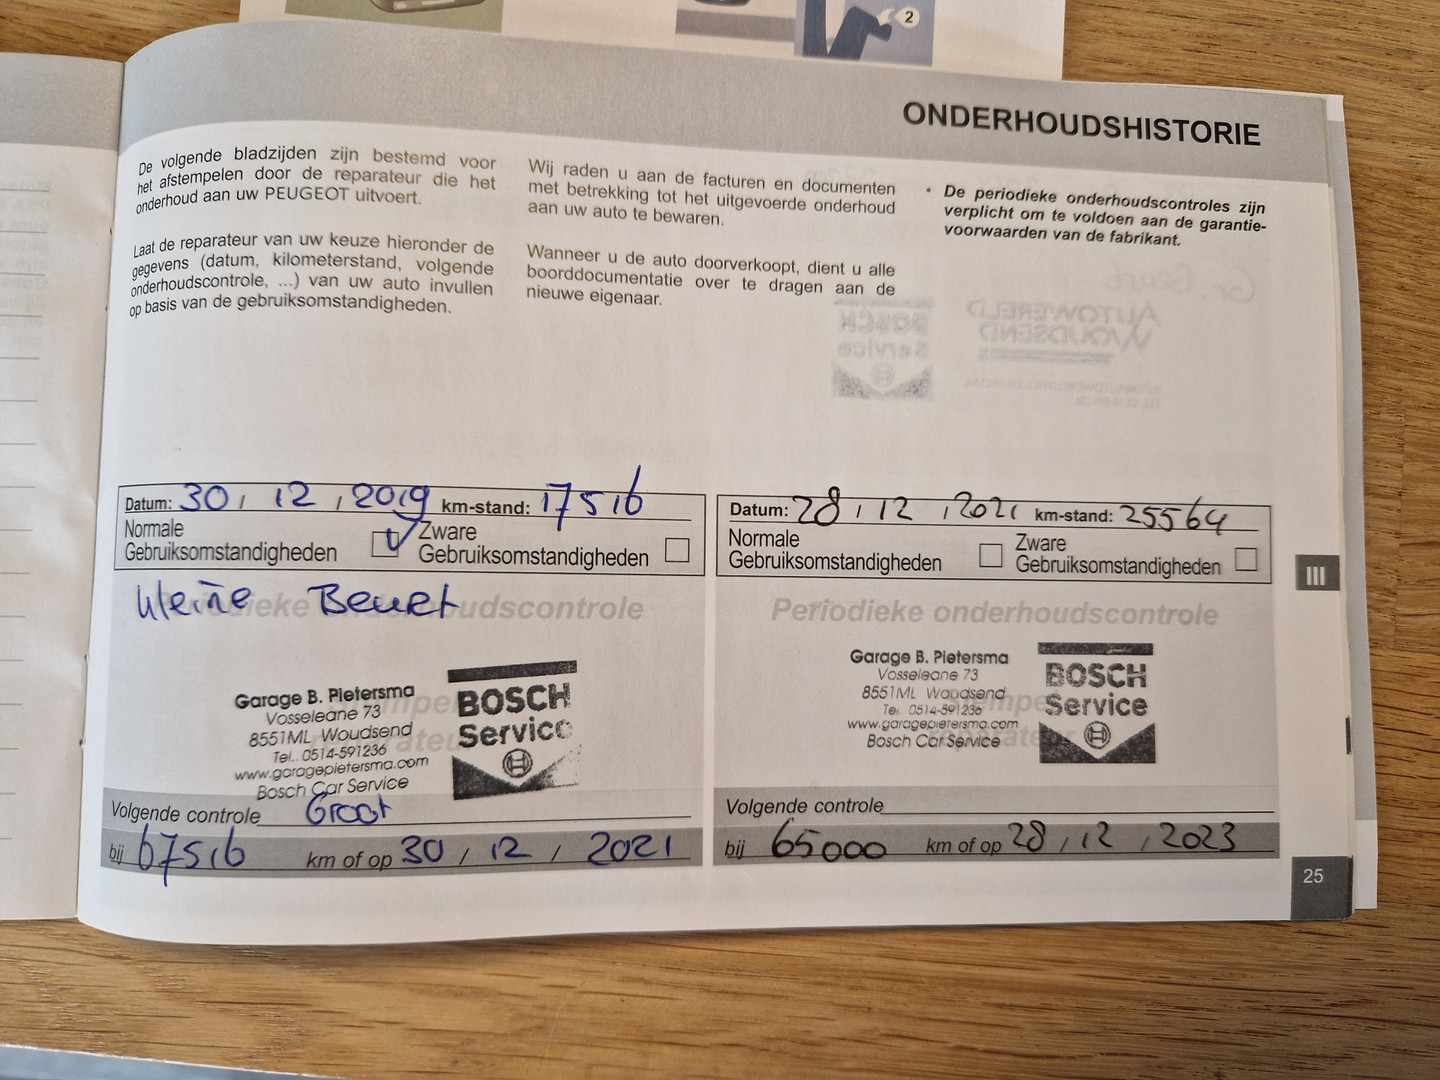 2
ONDERHOUDSHISTORIE
De volgende bladzijden zijn bestemd voor
het afstempelen door de reparateur die het
onderhoud aan uw PEUGEOT uitvoert.
Laat de reparateur van uw keuze hieronder de
gegevens (datum, kilometerstand, volgende
onderhoudscontrole, ...) van uw auto invullen
op basis van de gebruiksomstandigheden.
Wij raden u aan de facturen en documenten
met betrekking tot het uitgevoerde onderhoud
aan uw auto te bewaren.
Wanneer u de auto doorverkoopt, dient u alle
boorddocumentatie over te dragen aan de
nieuwe eigenaar.
• De periodieke onderhoudscontroles zijn
verplicht om te voldoen aan de garantie-
voorwaarden van de fabrikant.
Datum: 30 / 12 / 2019 km-stand: 17516
Normale
Gebruiksomstandigheden
Zware
Gebruiksomstandigheden
Kleine Beurt
Periodieke onderhoudscontrole
Garage B. Pietersma
Vosseleane 73
8551ML Woudsend
Tel. 0514-591236
www.garagepietersma.com
Bosch Car Service
BOSCH
Service
Stempel
reparateur
Volgende controle Groot
bij 67516 km of op 30 / 12 / 2021
Datum: 28 / 12 / 2021 km-stand: 25564
Normale
Gebruiksomstandigheden
Zware
Gebruiksomstandigheden
Periodieke onderhoudscontrole
Garage B. Pietersma
Vosseleane 73
8551ML Woudsend
Tel. 0514-591236
www.garagepietersma.com
Bosch Car Service
BOSCH
Service
Stempel
reparateur
Volgende controle
bij 65000 km of op 28 / 12 / 2023
III
25